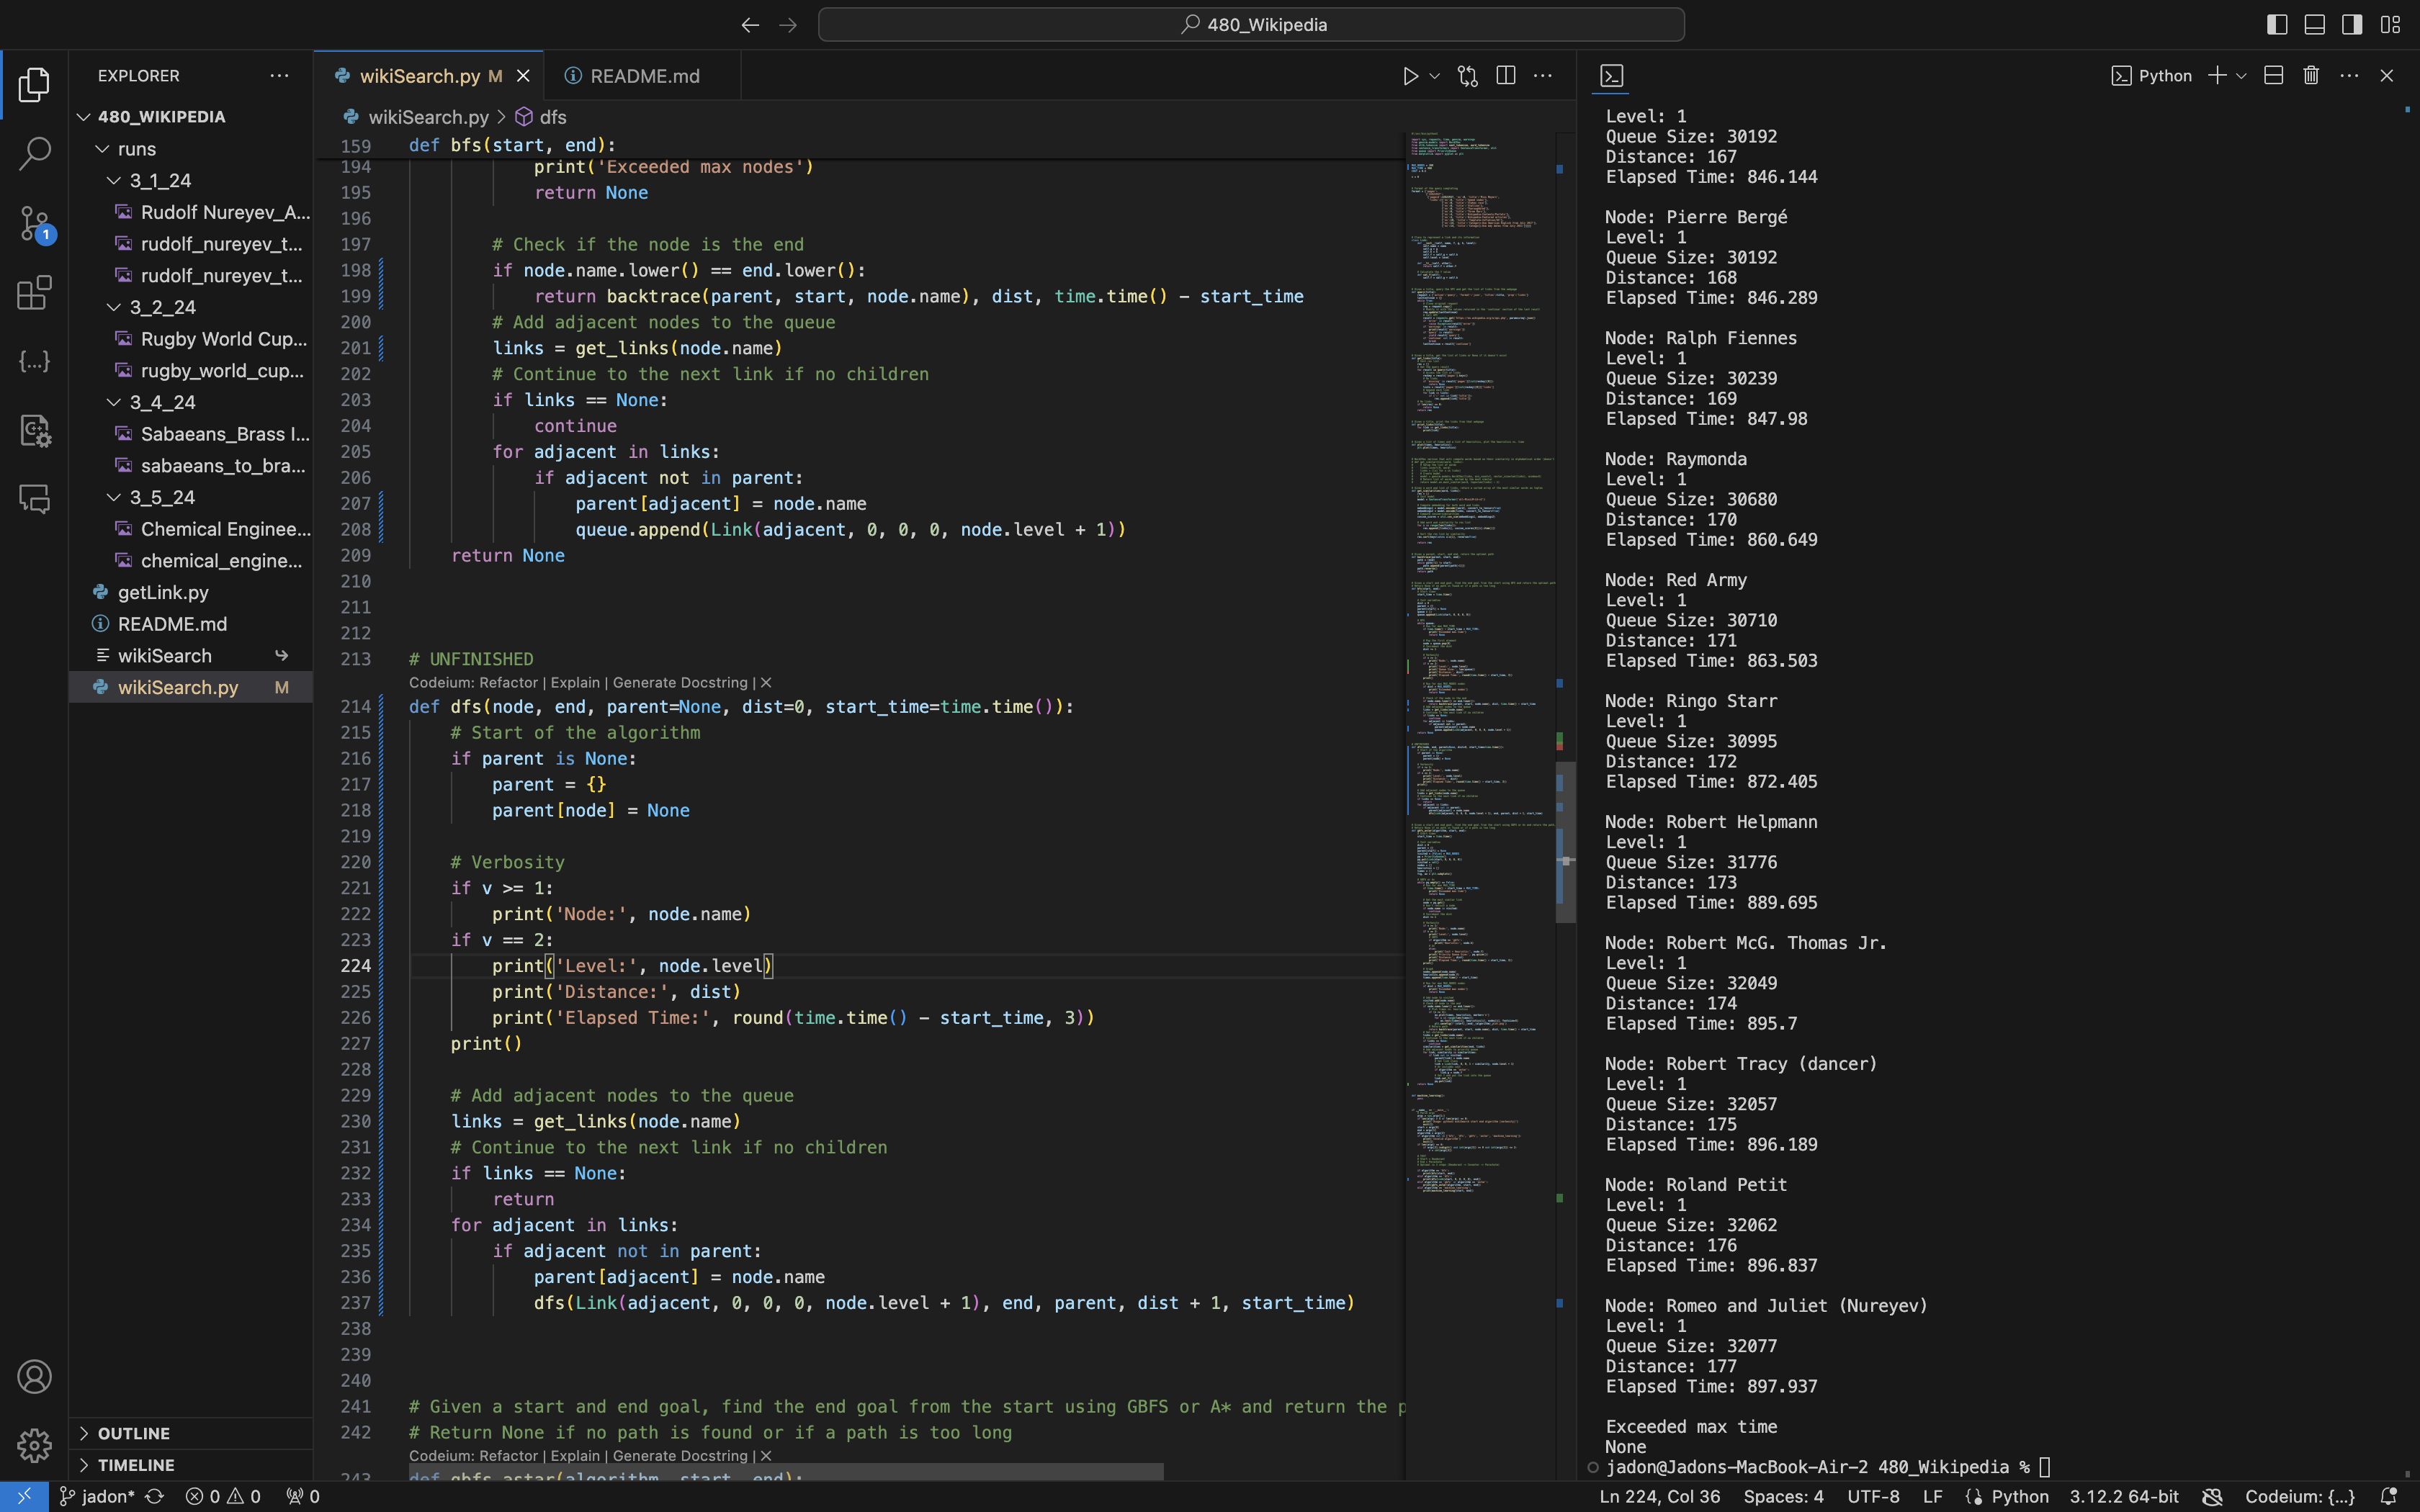 480_Wikipedia
EXPLORER
480_WIKIPEDIA
runs
3_1_24
Rudolf Nureyev_A...
rudolf_nureyev_t...
rudolf_nureyev_t...
3_2_24
Rugby World Cup...
rugby_world_cup...
3_4_24
Sabaeans_Brass I...
sabaeans_to_bra...
3_5_24
Chemical Enginee...
chemical_engine...
getLink.py
README.md
wikiSearch
wikiSearch.py M
OUTLINE
TIMELINE
1
wikiSearch.py M
README.md
wikiSearch.py > dfs
159 def bfs(start, end):
194 print('Exceeded max nodes')
195 return None
196
197 # Check if the node is the end
198 if node.name.lower() == end.lower():
199 return backtrace(parent, start, node.name), dist, time.time() - start_time
200 # Add adjacent nodes to the queue
201 links = get_links(node.name)
202 # Continue to the next link if no children
203 if links == None:
204 continue
205 for adjacent in links:
206 if adjacent not in parent:
207 parent[adjacent] = node.name
208 queue.append(Link(adjacent, 0, 0, 0, node.level + 1))
209 return None
210
211
212
213 # UNFINISHED
Codeium: Refactor | Explain | Generate Docstring | X
214 def dfs(node, end, parent=None, dist=0, start_time=time.time()):
215 # Start of the algorithm
216 if parent is None:
217 parent = {}
218 parent[node] = None
219
220 # Verbosity
221 if v >= 1:
222 print('Node:', node.name)
223 if v == 2:
224 print('Level:', node.level)
225 print('Distance:', dist)
226 print('Elapsed Time:', round(time.time() - start_time, 3))
227 print()
228
229 # Add adjacent nodes to the queue
230 links = get_links(node.name)
231 # Continue to the next link if no children
232 if links == None:
233 return
234 for adjacent in links:
235 if adjacent not in parent:
236 parent[adjacent] = node.name
237 dfs(Link(adjacent, 0, 0, 0, node.level + 1), end, parent, dist + 1, start_time)
238
239
240
241 # Given a start and end goal, find the end goal from the start using GBFS or A* and return the p
242 # Return None if no path is found or if a path is too long
Codeium: Refactor | Explain | Generate Docstring | X
243 def gbfs_astar(algorithm, start, end):
Python
Level: 1
Queue Size: 30192
Distance: 167
Elapsed Time: 846.144
Node: Pierre Bergé
Level: 1
Queue Size: 30192
Distance: 168
Elapsed Time: 846.289
Node: Ralph Fiennes
Level: 1
Queue Size: 30239
Distance: 169
Elapsed Time: 847.98
Node: Raymonda
Level: 1
Queue Size: 30680
Distance: 170
Elapsed Time: 860.649
Node: Red Army
Level: 1
Queue Size: 30710
Distance: 171
Elapsed Time: 863.503
Node: Ringo Starr
Level: 1
Queue Size: 30995
Distance: 172
Elapsed Time: 872.405
Node: Robert Helpmann
Level: 1
Queue Size: 31776
Distance: 173
Elapsed Time: 889.695
Node: Robert McG. Thomas Jr.
Level: 1
Queue Size: 32049
Distance: 174
Elapsed Time: 895.7
Node: Robert Tracy (dancer)
Level: 1
Queue Size: 32057
Distance: 175
Elapsed Time: 896.189
Node: Roland Petit
Level: 1
Queue Size: 32062
Distance: 176
Elapsed Time: 896.837
Node: Romeo and Juliet (Nureyev)
Level: 1
Queue Size: 32077
Distance: 177
Elapsed Time: 897.937
Exceeded max time
None
jadon@Jadons-MacBook-Air-2 480_Wikipedia %
jadon* 0 0 0 Ln 224, Col 36 Spaces: 4 UTF-8 LF Python 3.12.2 64-bit Codeium: {...}